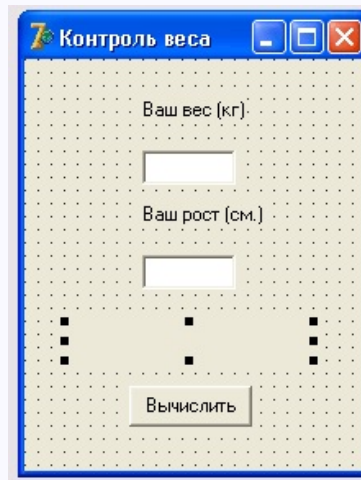 Контроль веса
Ваш вес (кг)
Ваш рост (см.)
Вычислить